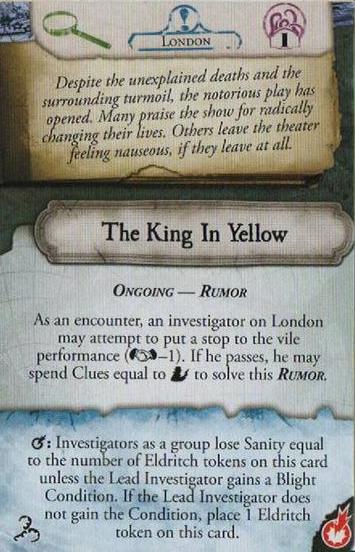 LONDON
1
Despite the unexplained deaths and the
surrounding turmoil, the notorious play has
opened. Many praise the show for radically
changing their lives. Others leave the theater
feeling nauseous, if they leave at all.
The King In Yellow
ONGOING — RUMOR
As an encounter, an investigator on London
may attempt to put a stop to the vile
performance (–1). If he passes, he may
spend Clues equal to to solve this RUMOR.
: Investigators as a group lose Sanity equal
to the number of Eldritch tokens on this card
unless the Lead Investigator gains a Blight
Condition. If the Lead Investigator does
not gain the Condition, place 1 Eldritch
token on this card.